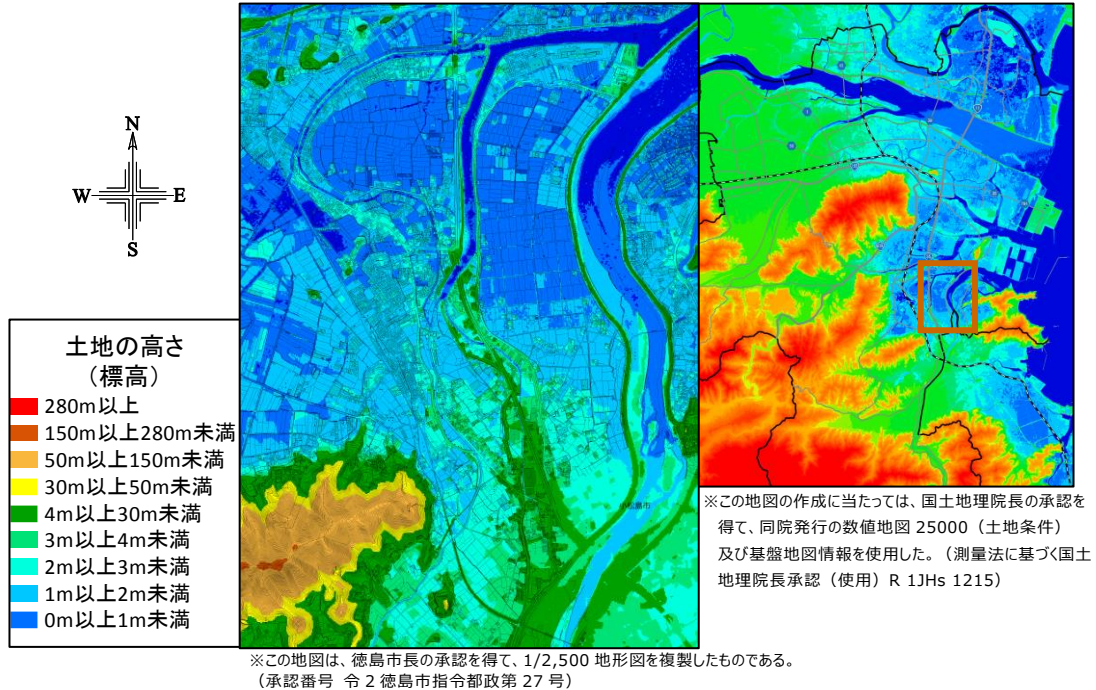 N
W E
S
土地の高さ
(標高)
280m以上
150m以上280m未満
50m以上150m未満
30m以上50m未満
4m以上30m未満
3m以上4m未満
2m以上3m未満
1m以上2m未満
0m以上1m未満
小松島市
※この地図の作成に当たっては、国土地理院長の承認を
得て、同院発行の数値地図 25000(土地条件)
及び基盤地図情報を使用した。(測量法に基づく国土
地理院長承認(使用)R 1JHs 1215)
※この地図は、徳島市長の承認を得て、1/2,500 地形図を複製したものである。
(承認番号 令 2 徳島市指令都政第 27 号)